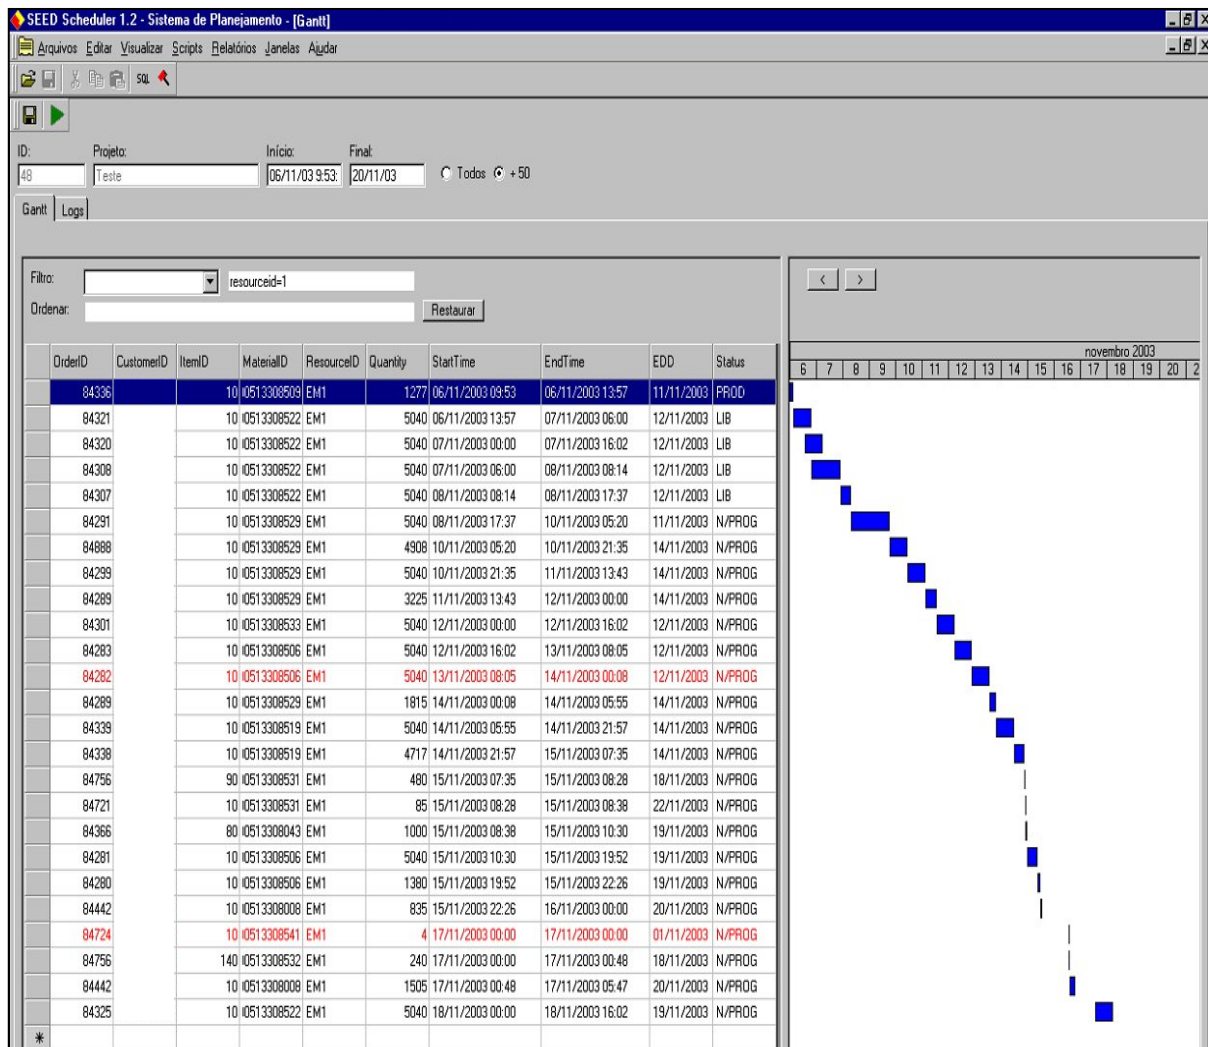 SEED Scheduler 1.2 - Sistema de Planejamento - [Gantt]
Arquivos Editar Visualizar Scripts Relatórios Janelas Ajudar
SQL
ID: Projeto: Início: Final:
48 Teste 06/11/03 9:53: 20/11/03 Todos + 50
Gantt Logs
Filtro: resourceid=1 < >
Ordenar: Restaurar
novembro 2003
OrderID CustomerID ItemID MaterialID ResourceID Quantity StartTime EndTime EDD Status 6 7 8 9 10 11 12 13 14 15 16 17 18 19 20 2
84336 10 0513308509 EM1 1277 06/11/2003 09:53 06/11/2003 13:57 11/11/2003 PROD
84321 10 0513308522 EM1 5040 06/11/2003 13:57 07/11/2003 06:00 12/11/2003 LIB
84320 10 0513308522 EM1 5040 07/11/2003 00:00 07/11/2003 16:02 12/11/2003 LIB
84308 10 0513308522 EM1 5040 07/11/2003 06:00 08/11/2003 08:14 12/11/2003 LIB
84307 10 0513308522 EM1 5040 08/11/2003 08:14 08/11/2003 17:37 12/11/2003 LIB
84291 10 0513308529 EM1 5040 08/11/2003 17:37 10/11/2003 05:20 11/11/2003 N/PROG
84888 10 0513308529 EM1 4908 10/11/2003 05:20 10/11/2003 21:35 14/11/2003 N/PROG
84299 10 0513308529 EM1 5040 10/11/2003 21:35 11/11/2003 13:43 14/11/2003 N/PROG
84289 10 0513308529 EM1 3225 11/11/2003 13:43 12/11/2003 00:00 14/11/2003 N/PROG
84301 10 0513308533 EM1 5040 12/11/2003 00:00 12/11/2003 16:02 12/11/2003 N/PROG
84283 10 0513308506 EM1 5040 12/11/2003 16:02 13/11/2003 08:05 12/11/2003 N/PROG
84282 10 0513308506 EM1 5040 13/11/2003 08:05 14/11/2003 00:08 12/11/2003 N/PROG
84289 10 0513308529 EM1 1815 14/11/2003 00:08 14/11/2003 05:55 14/11/2003 N/PROG
84339 10 0513308519 EM1 5040 14/11/2003 05:55 14/11/2003 21:57 14/11/2003 N/PROG
84338 10 0513308519 EM1 4717 14/11/2003 21:57 15/11/2003 07:35 14/11/2003 N/PROG
84756 90 0513308531 EM1 480 15/11/2003 07:35 15/11/2003 08:28 18/11/2003 N/PROG
84721 10 0513308531 EM1 85 15/11/2003 08:28 15/11/2003 08:38 22/11/2003 N/PROG
84366 80 0513308043 EM1 1000 15/11/2003 08:38 15/11/2003 10:30 19/11/2003 N/PROG
84281 10 0513308506 EM1 5040 15/11/2003 10:30 15/11/2003 19:52 19/11/2003 N/PROG
84280 10 0513308506 EM1 1380 15/11/2003 19:52 15/11/2003 22:26 19/11/2003 N/PROG
84442 10 0513308008 EM1 835 15/11/2003 22:26 16/11/2003 00:00 20/11/2003 N/PROG
84724 10 0513308541 EM1 4 17/11/2003 00:00 17/11/2003 00:00 01/11/2003 N/PROG
84756 140 0513308532 EM1 240 17/11/2003 00:00 17/11/2003 00:48 18/11/2003 N/PROG
84442 10 0513308008 EM1 1505 17/11/2003 00:48 17/11/2003 05:47 20/11/2003 N/PROG
84325 10 0513308522 EM1 5040 18/11/2003 00:00 18/11/2003 16:02 19/11/2003 N/PROG